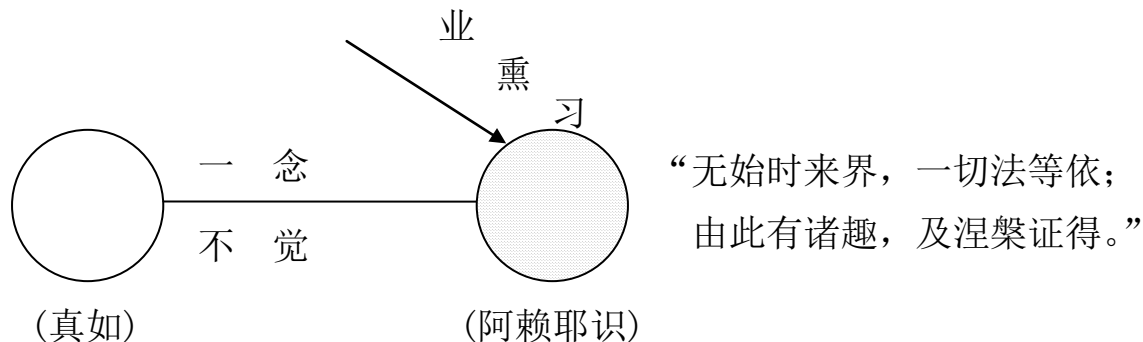 业
熏
习
一 念
不 觉
“无始时来界，一切法等依；
由此有诸趣，及涅槃证得。”
(真如)
(阿赖耶识)